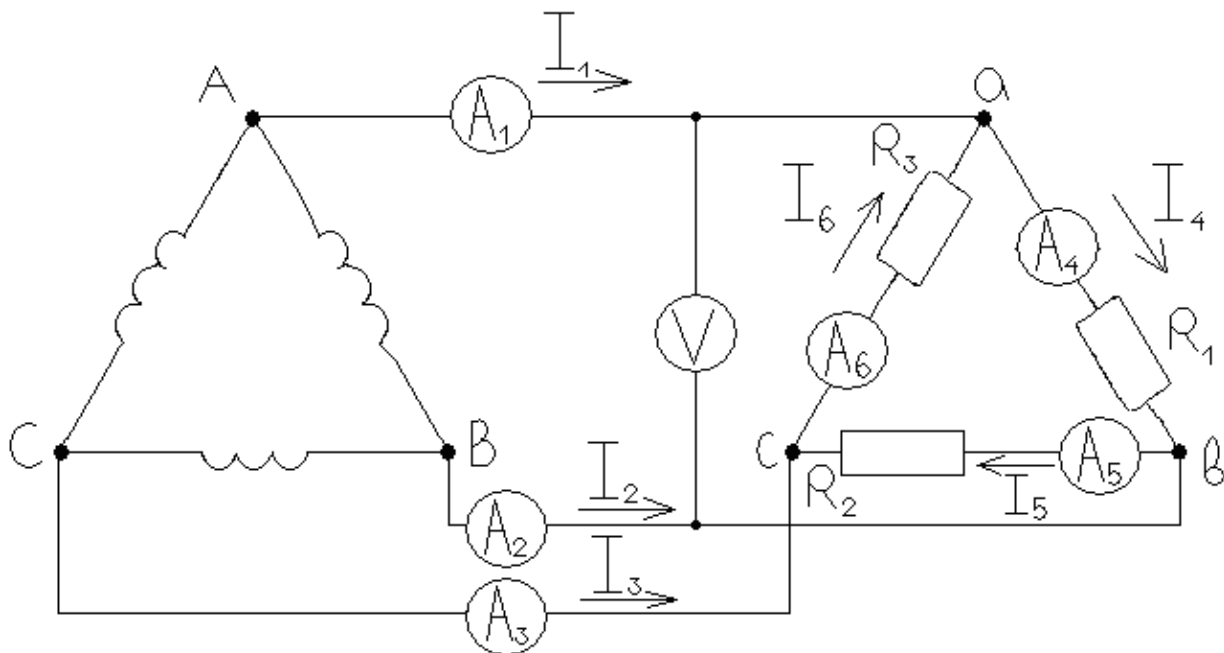 I₁
A
A₁
a
R₃
I₆
I₄
A₄
V
A₆
R₁
C
B
c
R₂
A₅
I₅
в
I₂
A₂
I₃
A₃